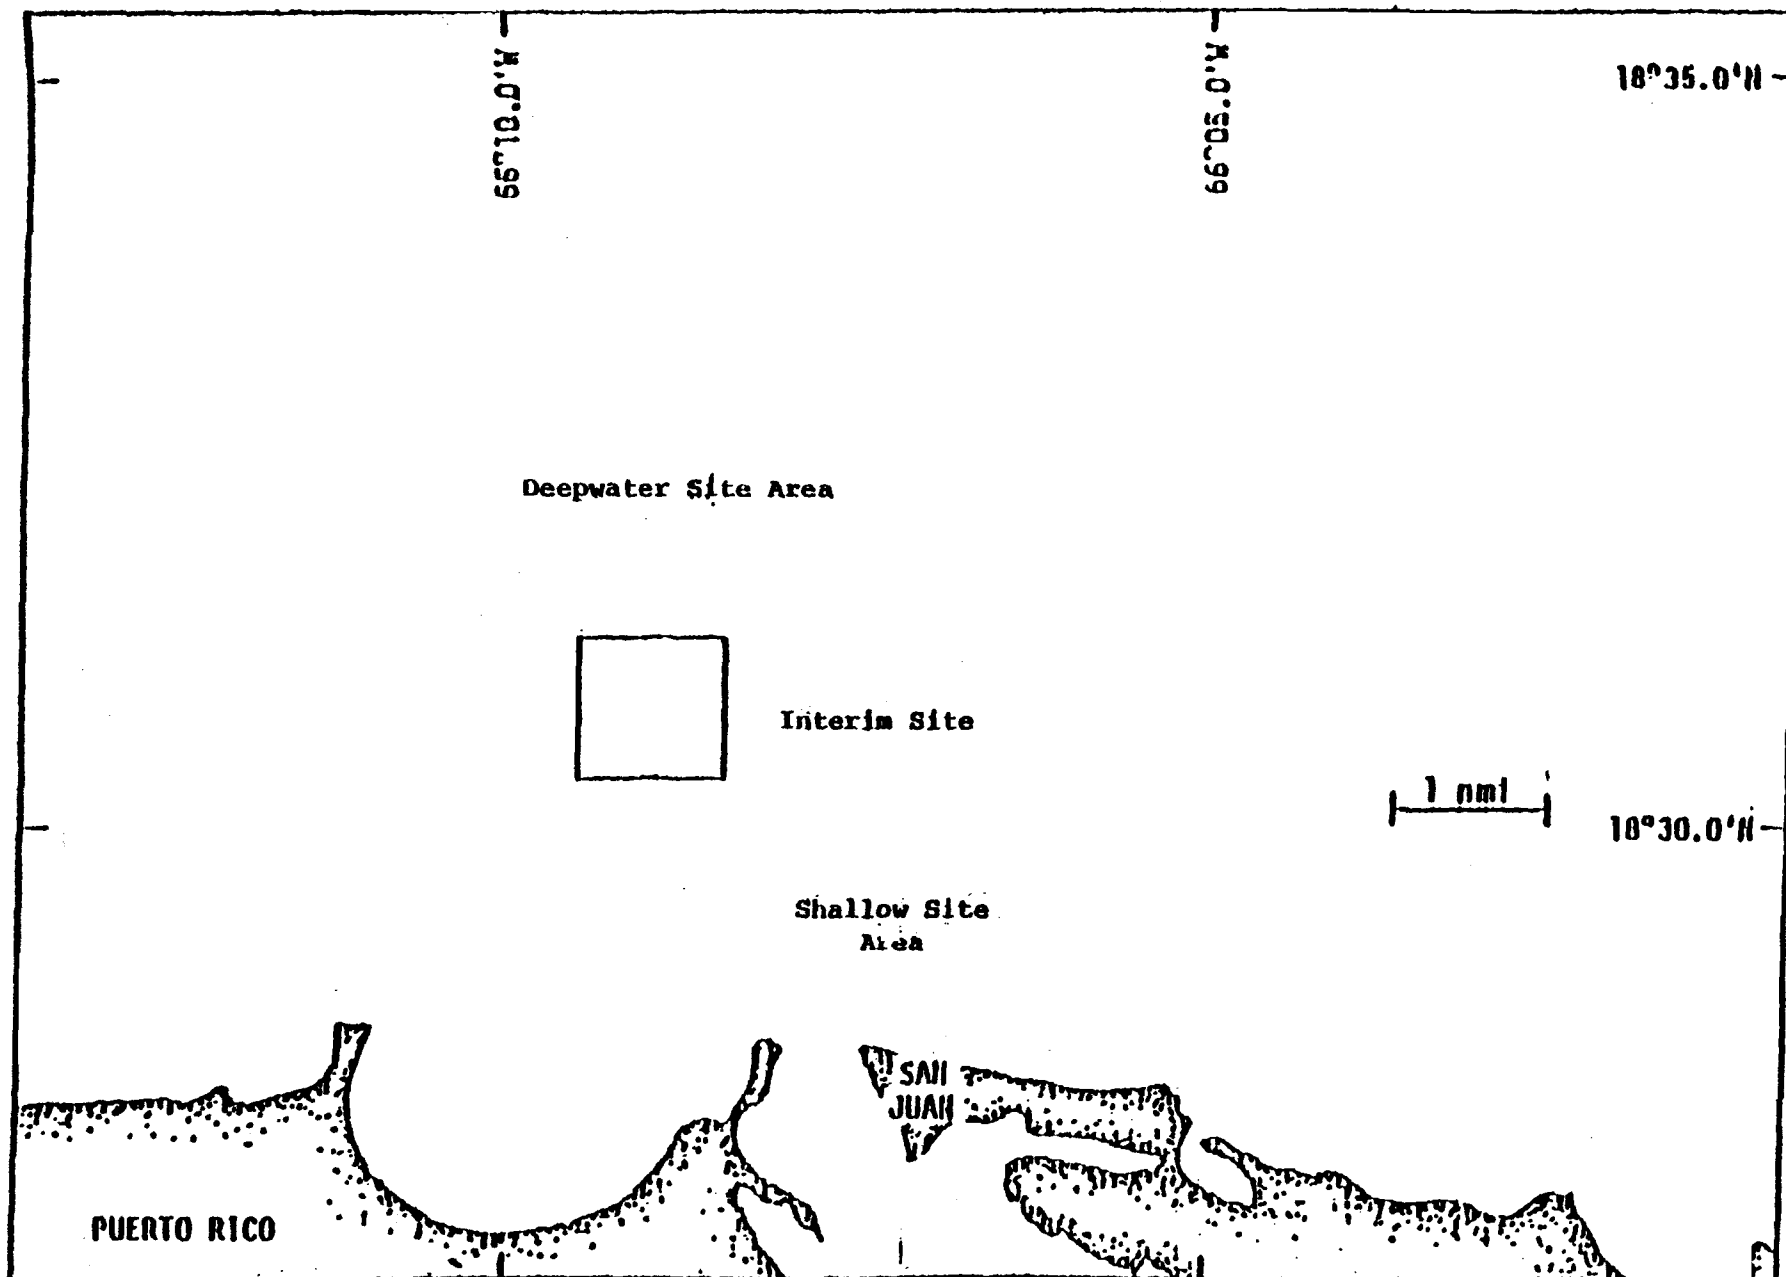 66°10.0'W
66°05.0'W
18°35.0'N
Deepwater Site Area
Interim Site
1 nmi
18°30.0'N
Shallow Site
Area
SAN
JUAN
PUERTO RICO